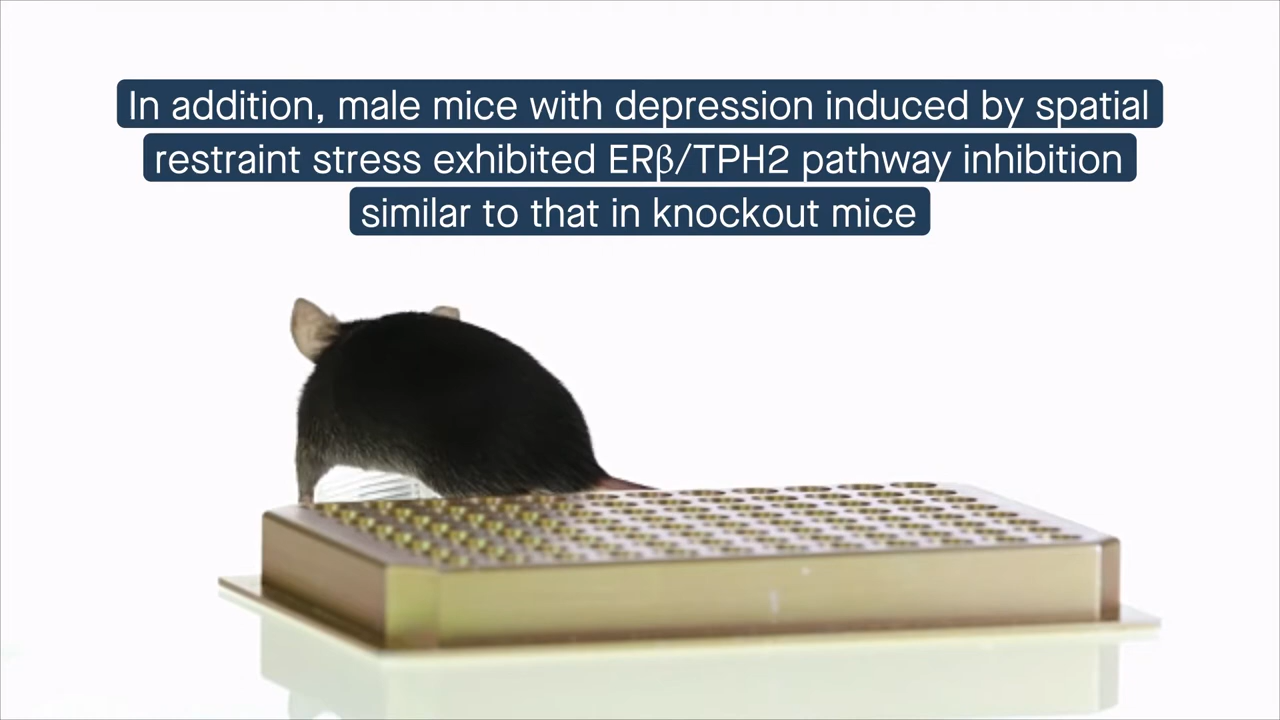 In addition, male mice with depression induced by spatial
restraint stress exhibited ERβ/TPH2 pathway inhibition
similar to that in knockout mice